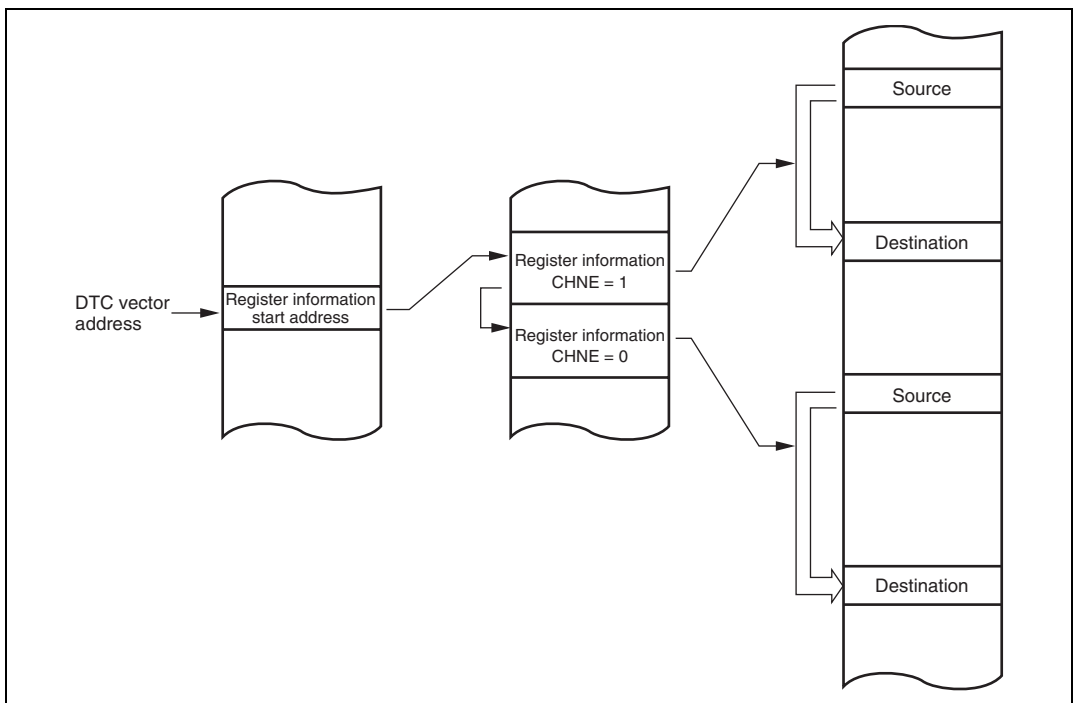 DTC vector
address
Register information
start address
Register information
CHNE = 1
Register information
CHNE = 0
Source
Destination
Source
Destination